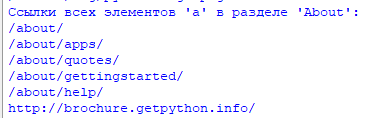 Ссылки всех элементов 'a' в разделе 'About':
/about/
/about/apps/
/about/quotes/
/about/gettingstarted/
/about/help/
http://brochure.getpython.info/